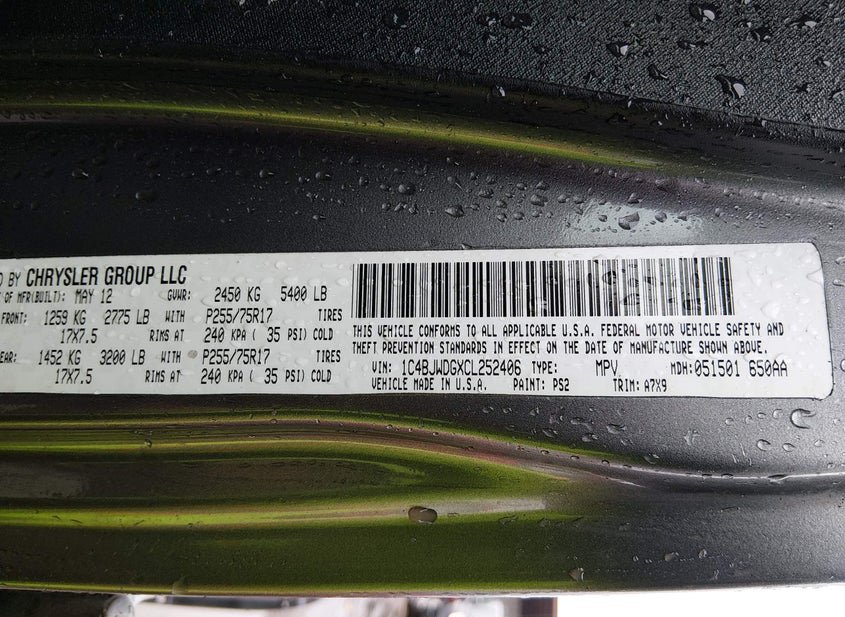 D BY CHRYSLER GROUP LLC
OF MFR(BUILT): MAY 12 GVWR: 2450 KG 5400 LB
FRONT: 1259 KG 2775 LB WITH P255/75R17 TIRES
17X7.5 RIMS AT 240 KPA ( 35 PSI) COLD
EAR: 1452 KG 3200 LB WITH P255/75R17 TIRES
17X7.5 RIMS AT 240 KPA ( 35 PSI) COLD
THIS VEHICLE CONFORMS TO ALL APPLICABLE U.S.A. FEDERAL MOTOR VEHICLE SAFETY AND
THEFT PREVENTION STANDARDS IN EFFECT ON THE DATE OF MANUFACTURE SHOWN ABOVE.
VIN: 1C4BJWDGXCL252406 TYPE: MPV MDH: 051501 650AA
VEHICLE MADE IN U.S.A. PAINT: PS2 TRIM: A7X9